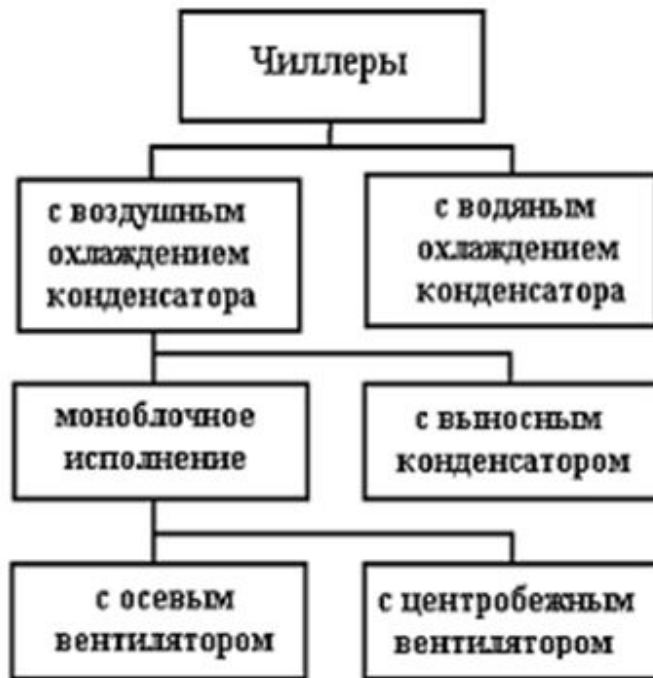 Чиллеры
с воздушным
охлаждением
конденсатора
с водяным
охлаждением
конденсатора
моноблочное
исполнение
с выносным
конденсатором
с осевым
вентилятором
с центробежным
вентилятором